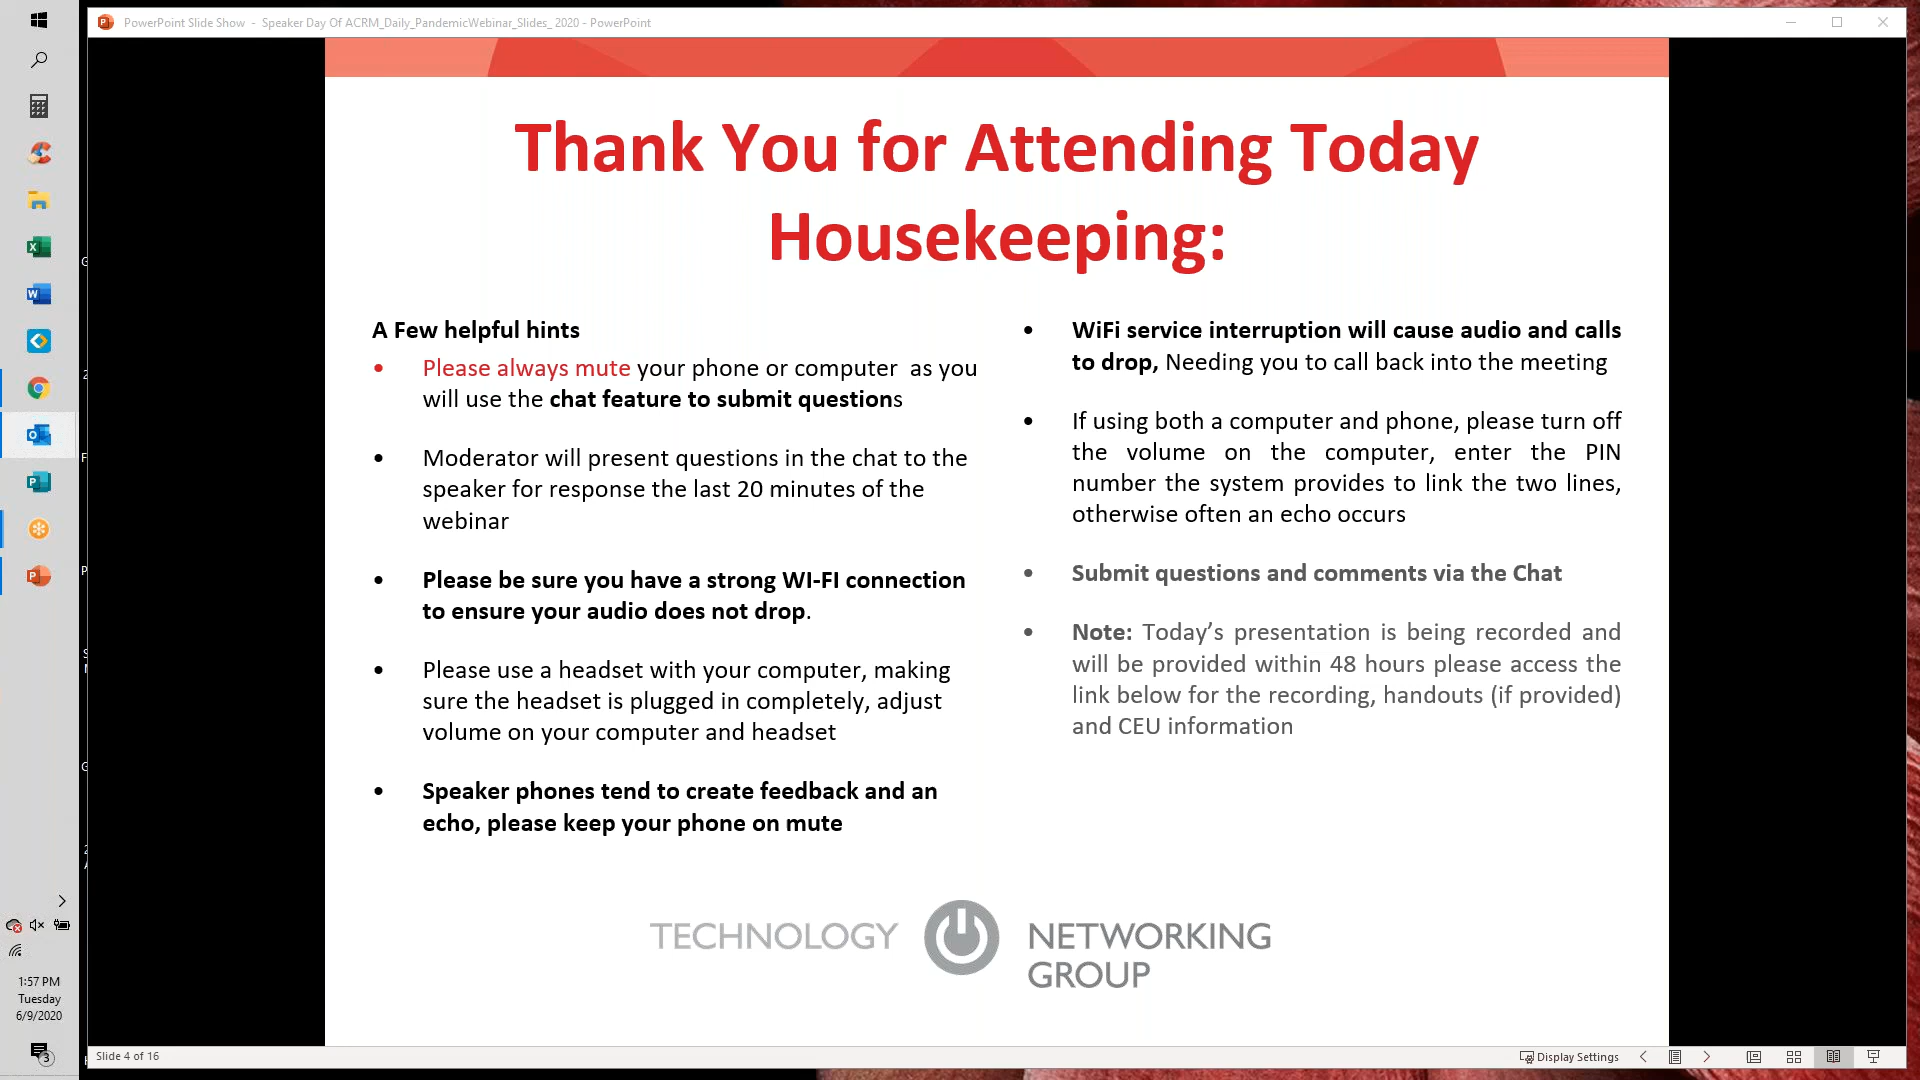 PowerPoint Slide Show - Speaker Day Of ACRM_Daily_PandemicWebinar_Slides_ 2020 - PowerPoint
Thank You for Attending Today
Housekeeping:
A Few helpful hints
• Please always mute your phone or computer  as you
will use the chat feature to submit questions
• Moderator will present questions in the chat to the
speaker for response the last 20 minutes of the
webinar
• Please be sure you have a strong WI-FI connection
to ensure your audio does not drop.
• Please use a headset with your computer, making
sure the headset is plugged in completely, adjust
volume on your computer and headset
• Speaker phones tend to create feedback and an
echo, please keep your phone on mute
• WiFi service interruption will cause audio and calls
to drop, Needing you to call back into the meeting
• If using both a computer and phone, please turn off
the volume on the computer, enter the PIN
number the system provides to link the two lines,
otherwise often an echo occurs
• Submit questions and comments via the Chat
• Note: Today’s presentation is being recorded and
will be provided within 48 hours please access the
link below for the recording, handouts (if provided)
and CEU information
TECHNOLOGY NETWORKING
GROUP
1:57 PM
Tuesday
6/9/2020
3
Slide 4 of 16
Display Settings